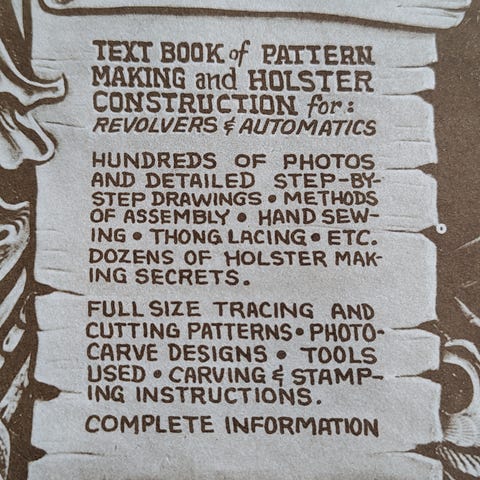 TEXT BOOK of PATTERN
MAKING and HOLSTER
CONSTRUCTION for:
REVOLVERS & AUTOMATICS
HUNDREDS OF PHOTOS
AND DETAILED STEP-BY-
STEP DRAWINGS • METHODS
OF ASSEMBLY • HAND SEW-
ING • THONG LACING • ETC.
DOZENS OF HOLSTER MAK-
ING SECRETS.
FULL SIZE TRACING AND
CUTTING PATTERNS • PHOTO-
CARVE DESIGNS • TOOLS
USED • CARVING & STAMP-
ING INSTRUCTIONS.
COMPLETE INFORMATION